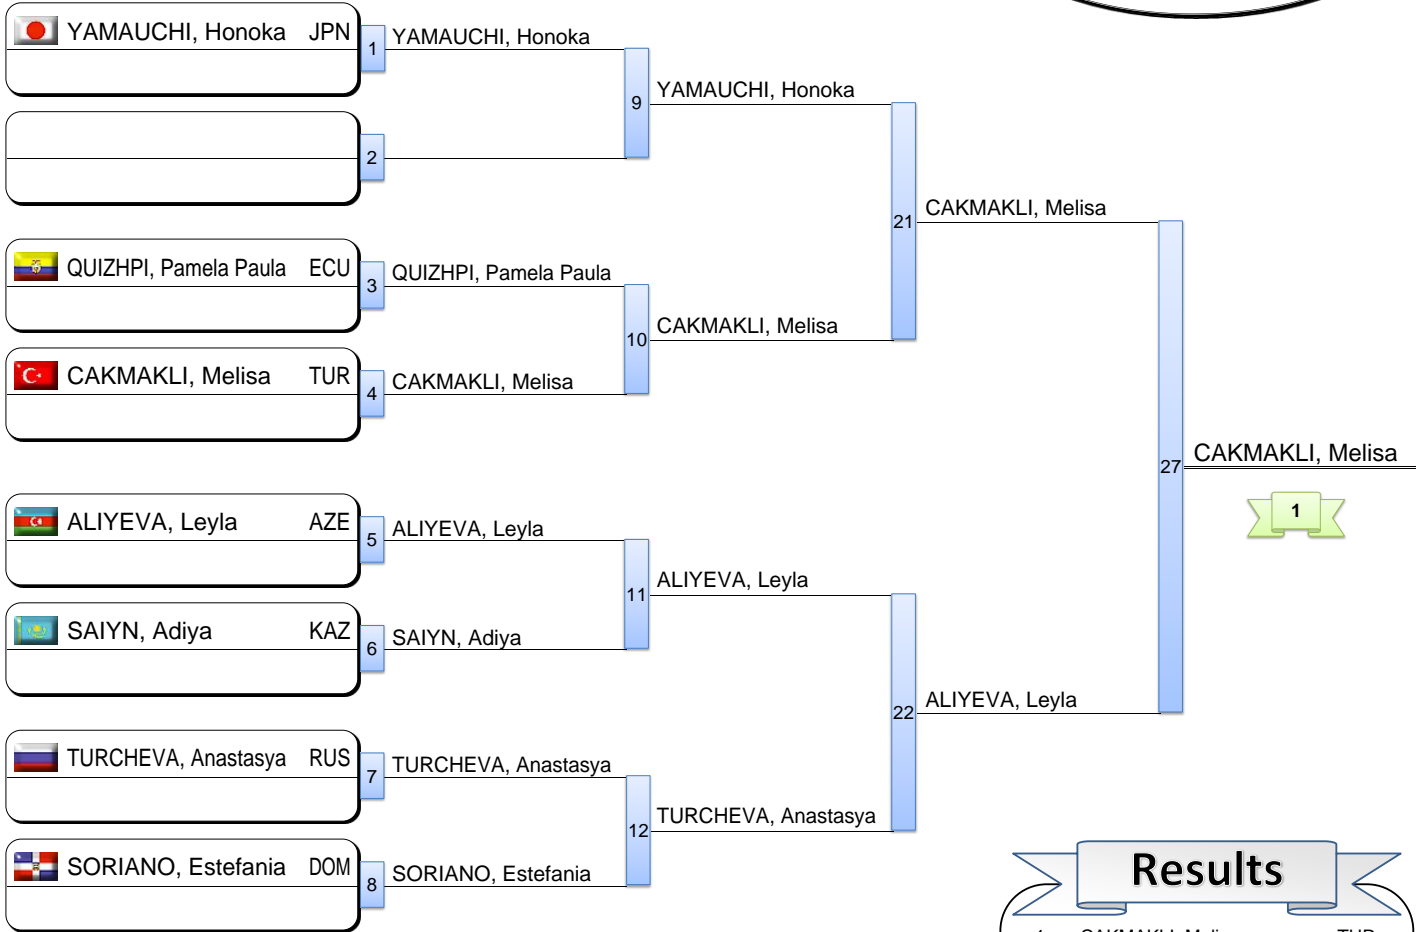 YAMAUCHI, Honoka JPN
1
YAMAUCHI, Honoka
9
YAMAUCHI, Honoka
2
21
CAKMAKLI, Melisa
QUIZHPI, Pamela Paula ECU
3
QUIZHPI, Pamela Paula
10
CAKMAKLI, Melisa
CAKMAKLI, Melisa TUR
4
CAKMAKLI, Melisa
27
CAKMAKLI, Melisa
1
ALIYEVA, Leyla AZE
5
ALIYEVA, Leyla
11
ALIYEVA, Leyla
SAIYN, Adiya KAZ
6
SAIYN, Adiya
22
ALIYEVA, Leyla
TURCHEVA, Anastasya RUS
7
TURCHEVA, Anastasya
12
TURCHEVA, Anastasya
SORIANO, Estefania DOM
8
SORIANO, Estefania
Results